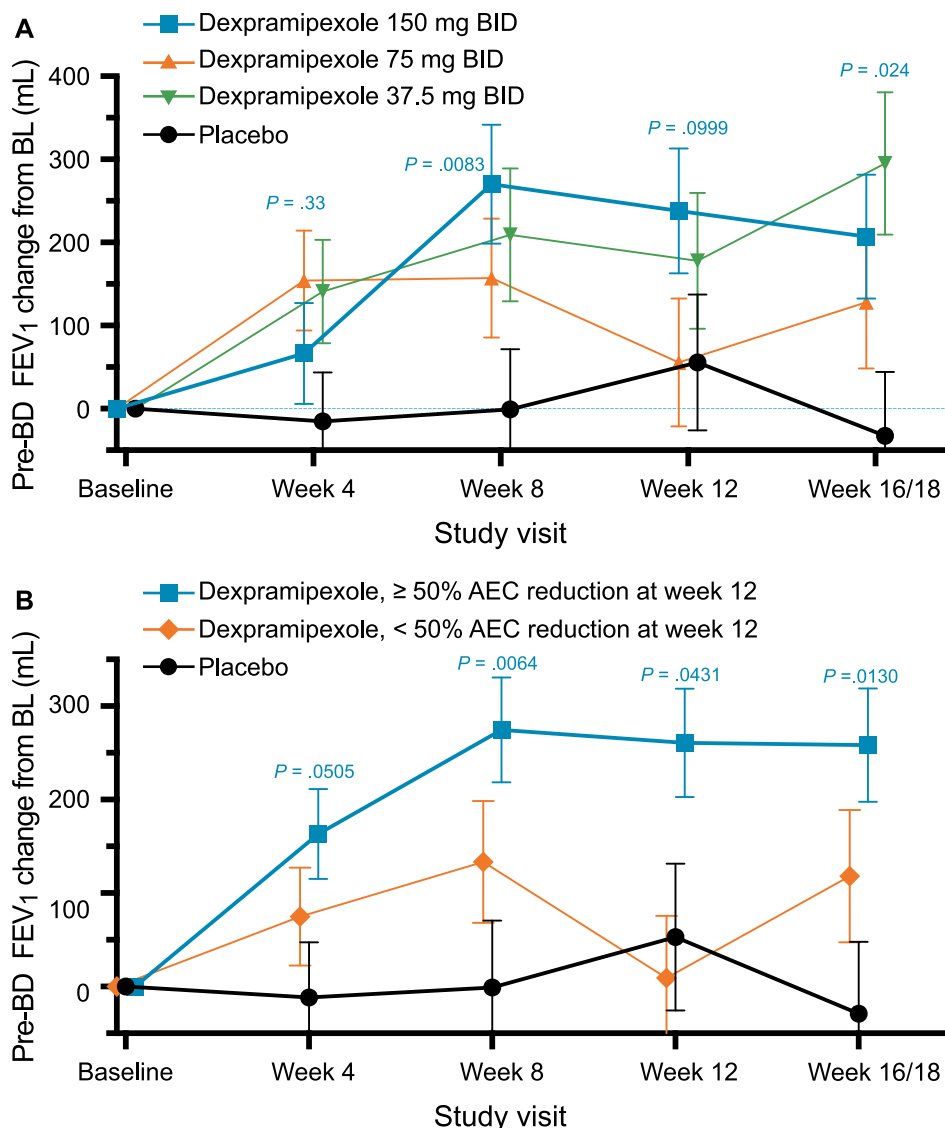 A
Dexpramipexole 150 mg BID
Dexpramipexole 75 mg BID
Dexpramipexole 37.5 mg BID
Placebo
Pre-BD FEV₁ change from BL (mL)
400
300
200
100
0
P = .33
P = .0083
P = .0999
P = .024
Baseline
Week 4
Week 8
Week 12
Week 16/18
Study visit
B
Dexpramipexole, ≥ 50% AEC reduction at week 12
Dexpramipexole, < 50% AEC reduction at week 12
Placebo
Pre-BD FEV₁ change from BL (mL)
300
200
100
0
P = .0505
P = .0064
P = .0431
P =.0130
Baseline
Week 4
Week 8
Week 12
Week 16/18
Study visit